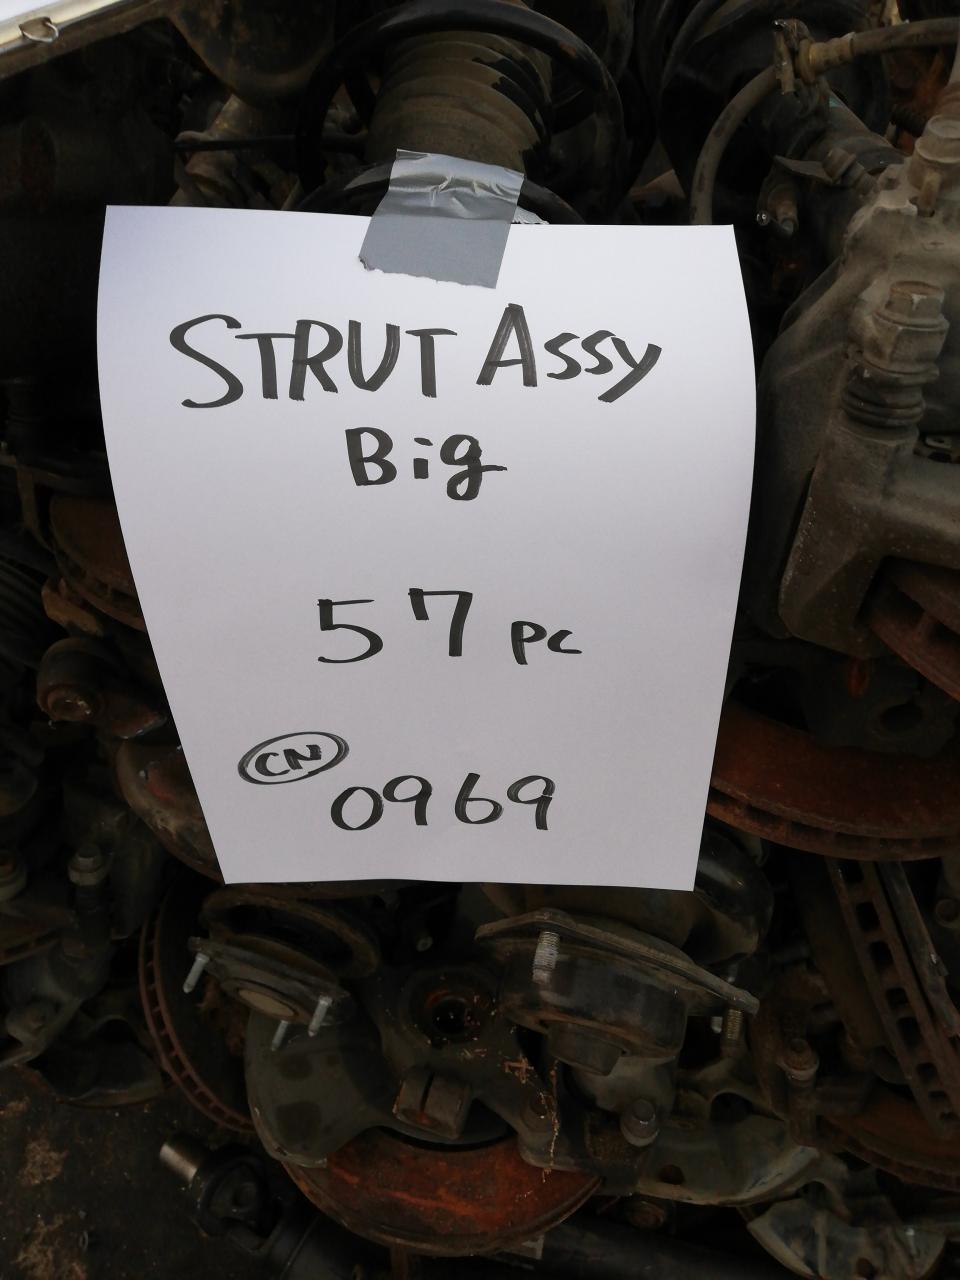 STRUT ASSY
Big
57 pc
CN
0969